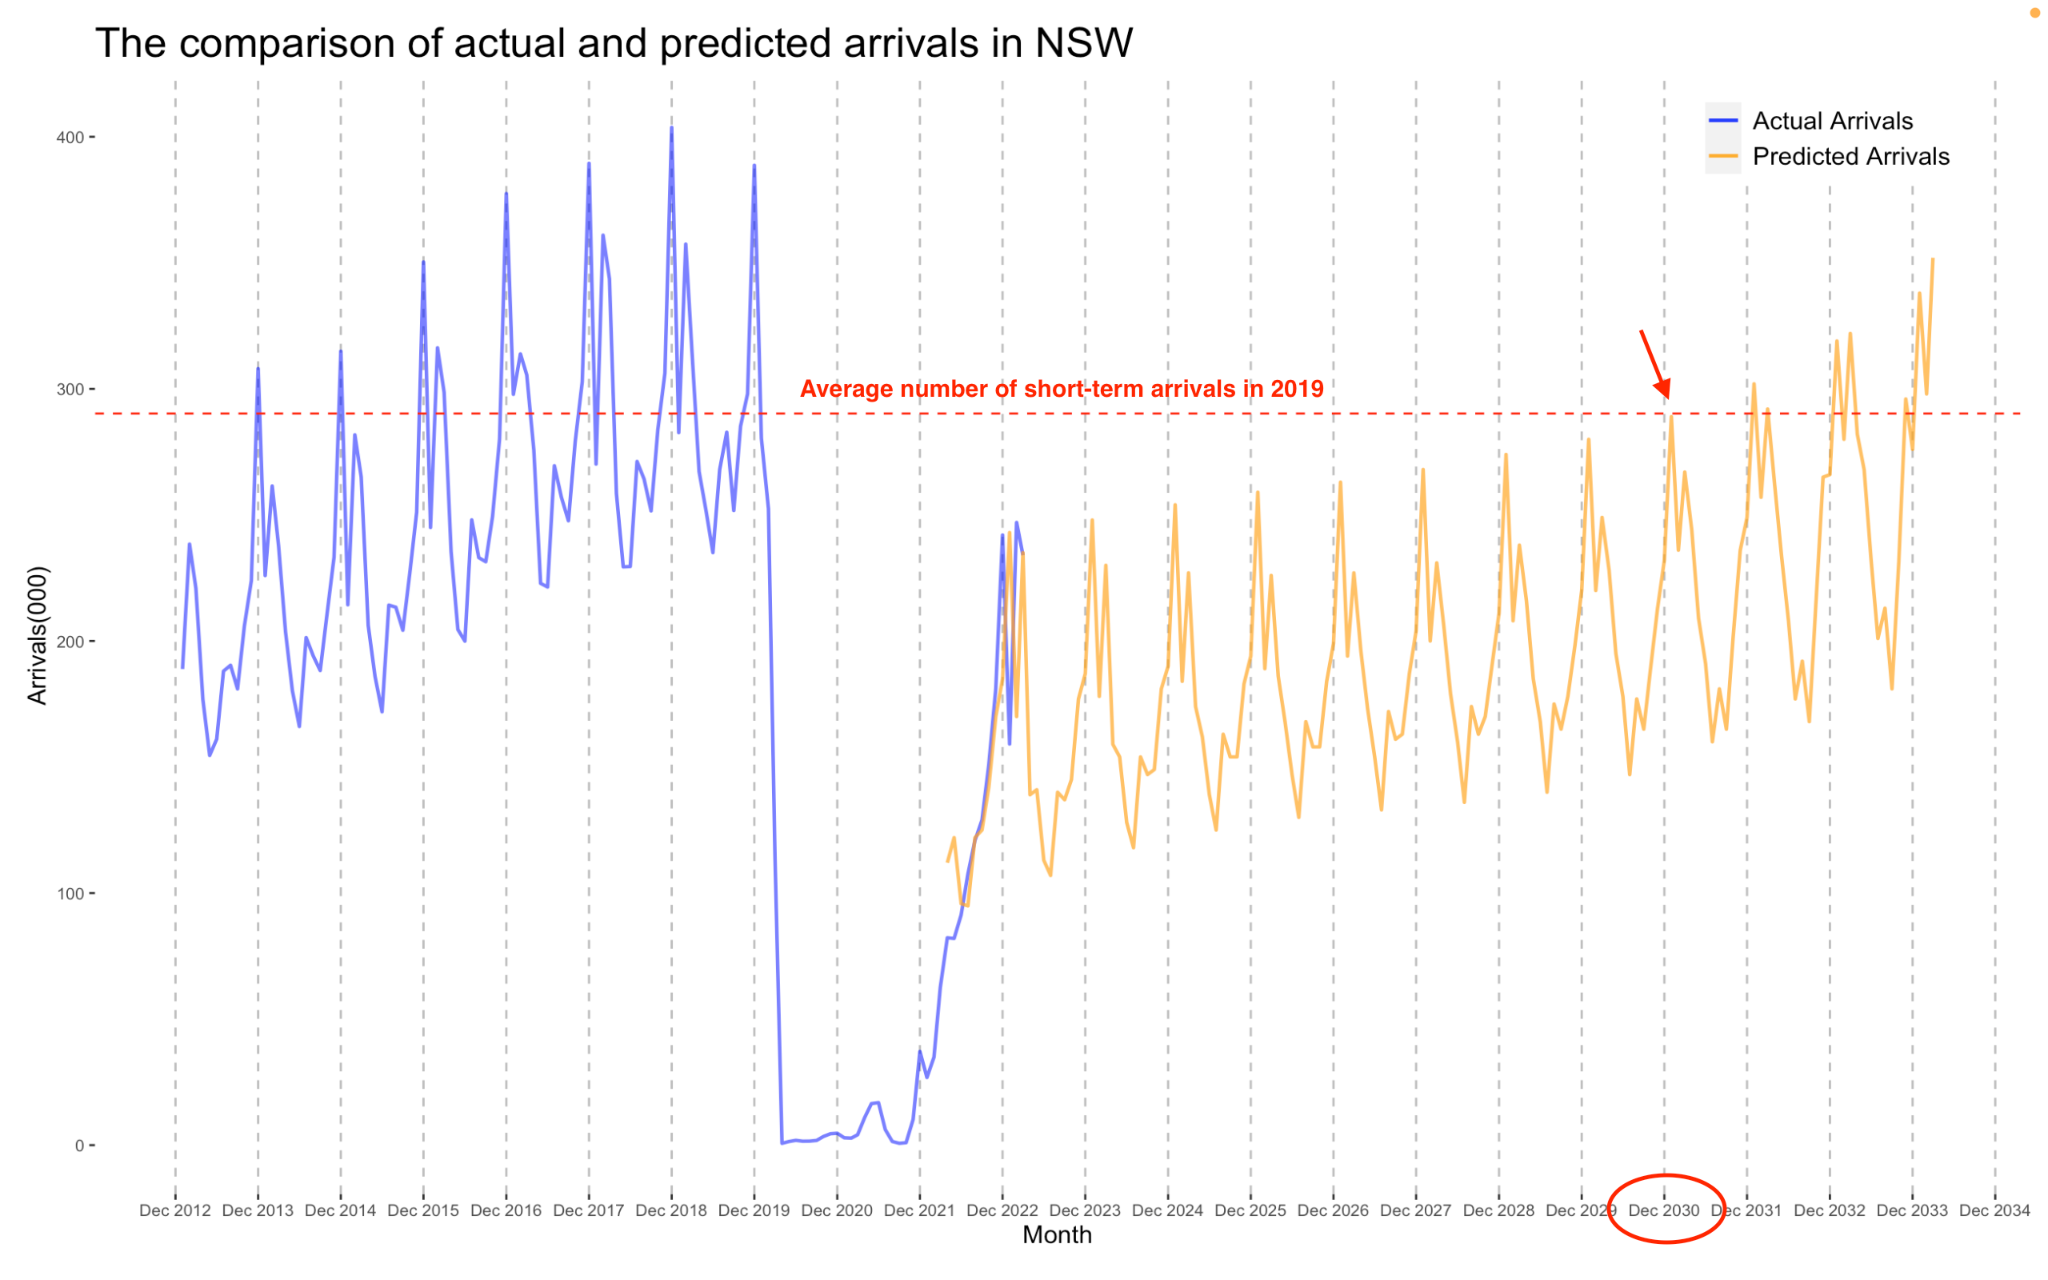 The comparison of actual and predicted arrivals in NSW
Actual Arrivals
Predicted Arrivals
400
300
200
100
0
Arrivals(000)
Average number of short-term arrivals in 2019
Dec 2012 Dec 2013 Dec 2014 Dec 2015 Dec 2016 Dec 2017 Dec 2018 Dec 2019 Dec 2020 Dec 2021 Dec 2022 Dec 2023 Dec 2024 Dec 2025 Dec 2026 Dec 2027 Dec 2028 Dec 2029 Dec 2030 Dec 2031 Dec 2032 Dec 2033 Dec 2034
Month